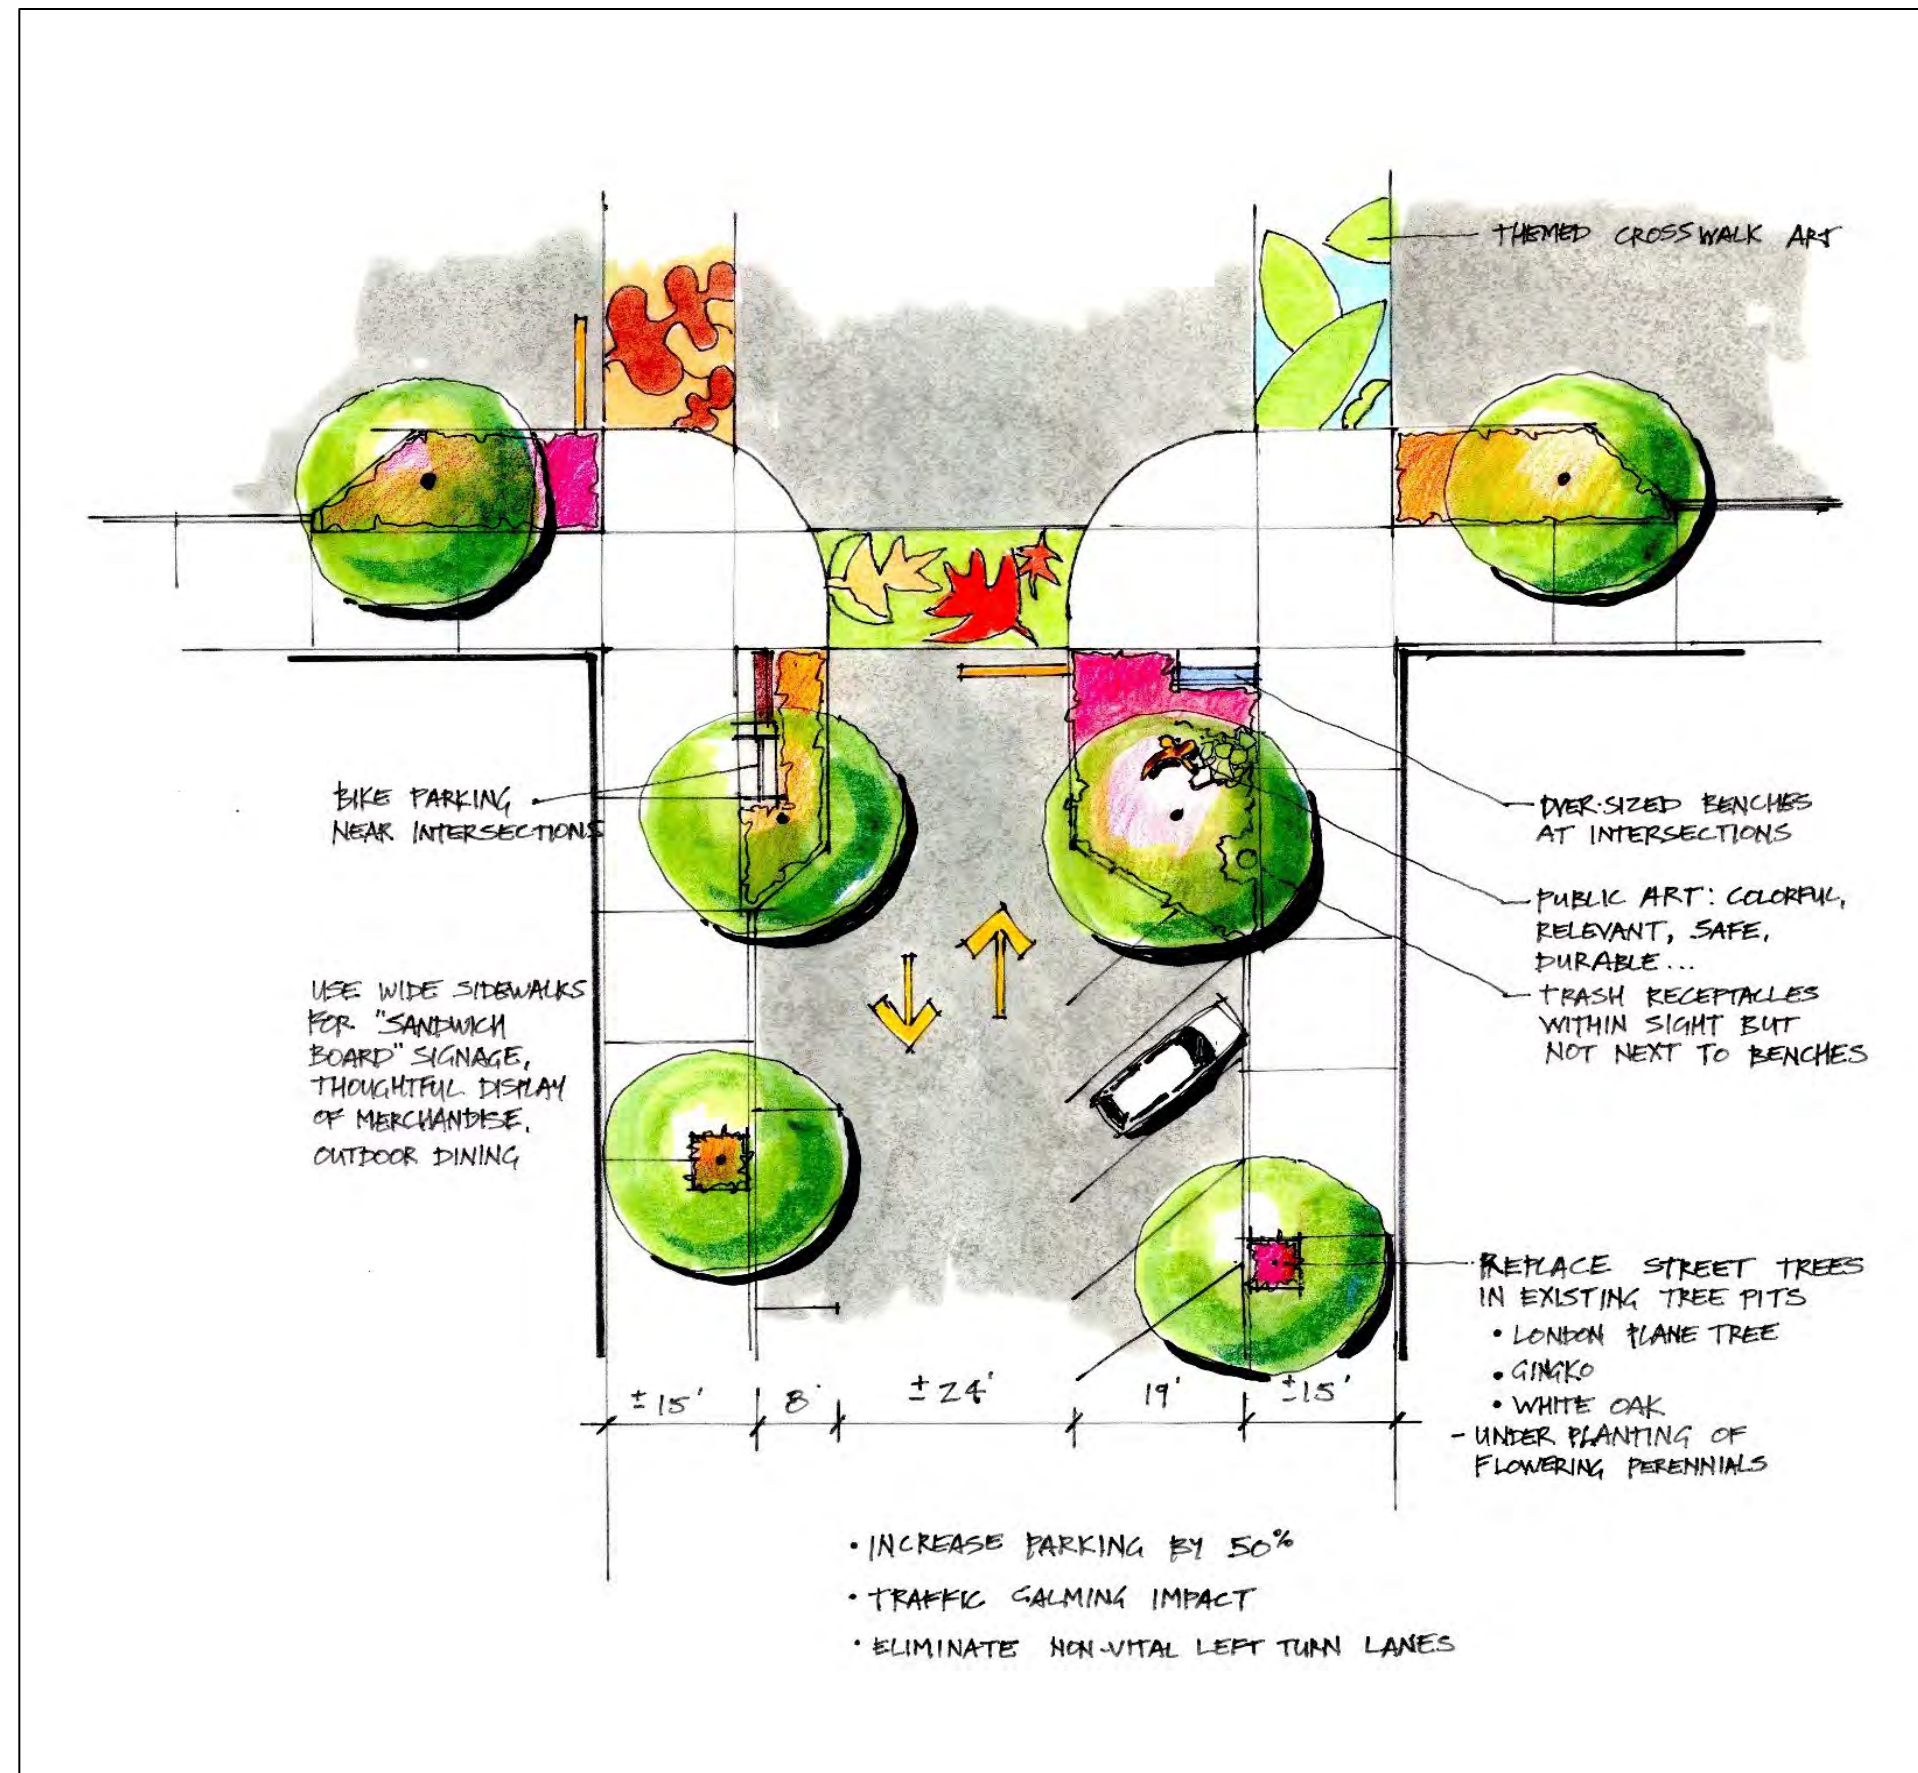 THEMED CROSSWALK ART
BIKE PARKING
NEAR INTERSECTIONS
OVER-SIZED BENCHES
AT INTERSECTIONS
PUBLIC ART: COLORFUL,
RELEVANT, SAFE,
DURABLE...
TRASH RECEPTACLES
WITHIN SIGHT BUT
NOT NEXT TO BENCHES
USE WIDE SIDEWALKS
FOR "SANDWICH
BOARD" SIGNAGE,
THOUGHTFUL DISPLAY
OF MERCHANDISE,
OUTDOOR DINING
REPLACE STREET TREES
IN EXISTING TREE PITS
• LONDON PLANE TREE
• GINGKO
• WHITE OAK
- UNDER PLANTING OF
FLOWERING PERENNIALS
±15' 8' ±24' 19' ±15'
• INCREASE PARKING BY 50%
• TRAFFIC CALMING IMPACT
• ELIMINATE NON-VITAL LEFT TURN LANES